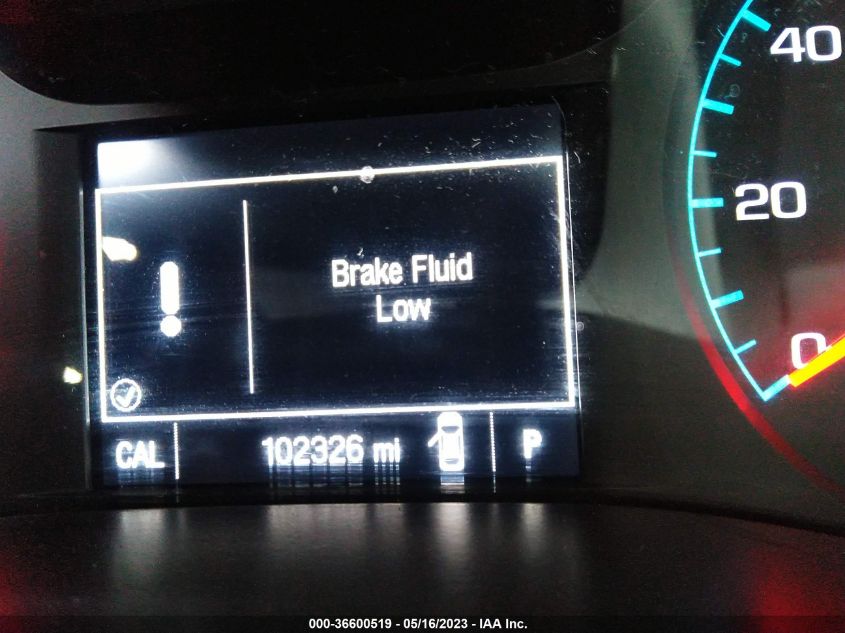 40
20
0
Brake Fluid
Low
CAL 102326 mi P
000-36600519 - 05/16/2023 - IAA Inc.